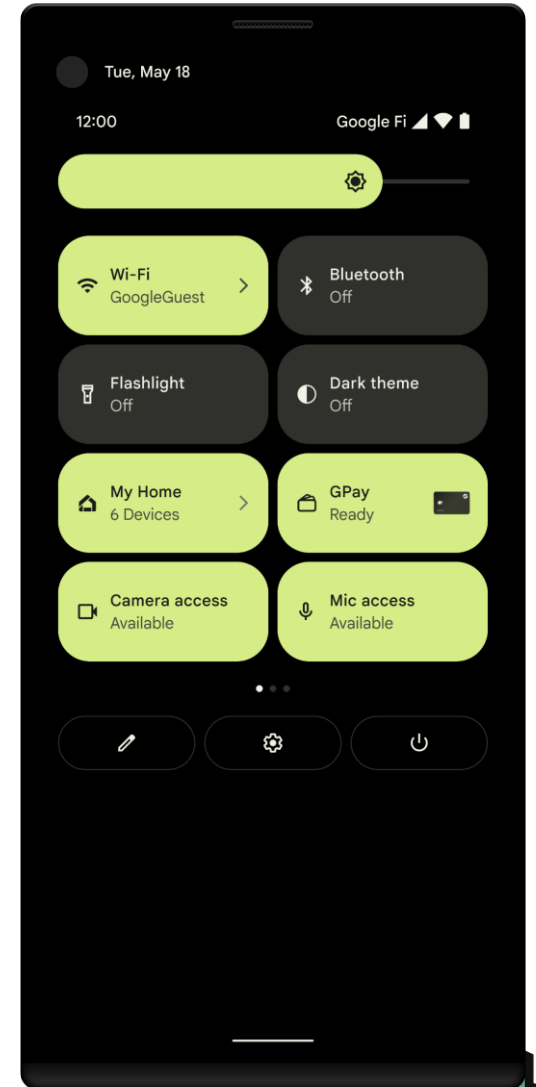 Tue, May 18
12:00
Google Fi
Wi-Fi
GoogleGuest
Bluetooth
Off
Flashlight
Off
Dark theme
Off
My Home
6 Devices
GPay
Ready
Camera access
Available
Mic access
Available